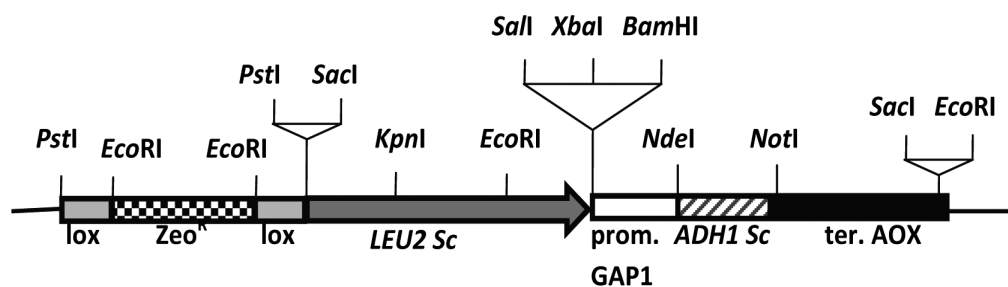 SalI XbaI BamHI
PstI SacI
SacI EcoRI
PstI EcoRI EcoRI KpnI EcoRI NdeI NotI
lox Zeo^R lox LEU2 Sc prom. ADH1 Sc ter. AOX
GAP1